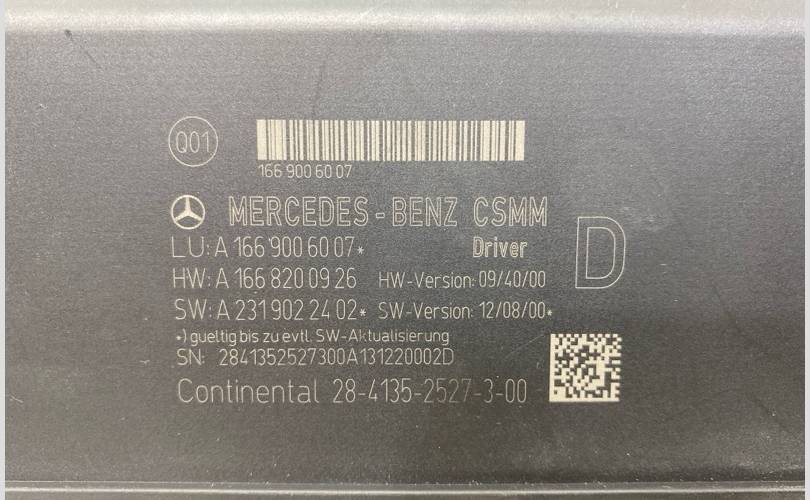 Q01
166 900 60 07
MERCEDES-BENZ CSMM
LU: A 166 900 60 07*
Driver
D
HW: A 166 820 09 26 HW-Version: 09/40/00
SW: A 231 902 24 02* SW-Version: 12/08/00*
*) gueltig bis zu evtl. SW-Aktualisierung
SN: 2841352527300A131220002D
Continental 28-4135-2527-3-00